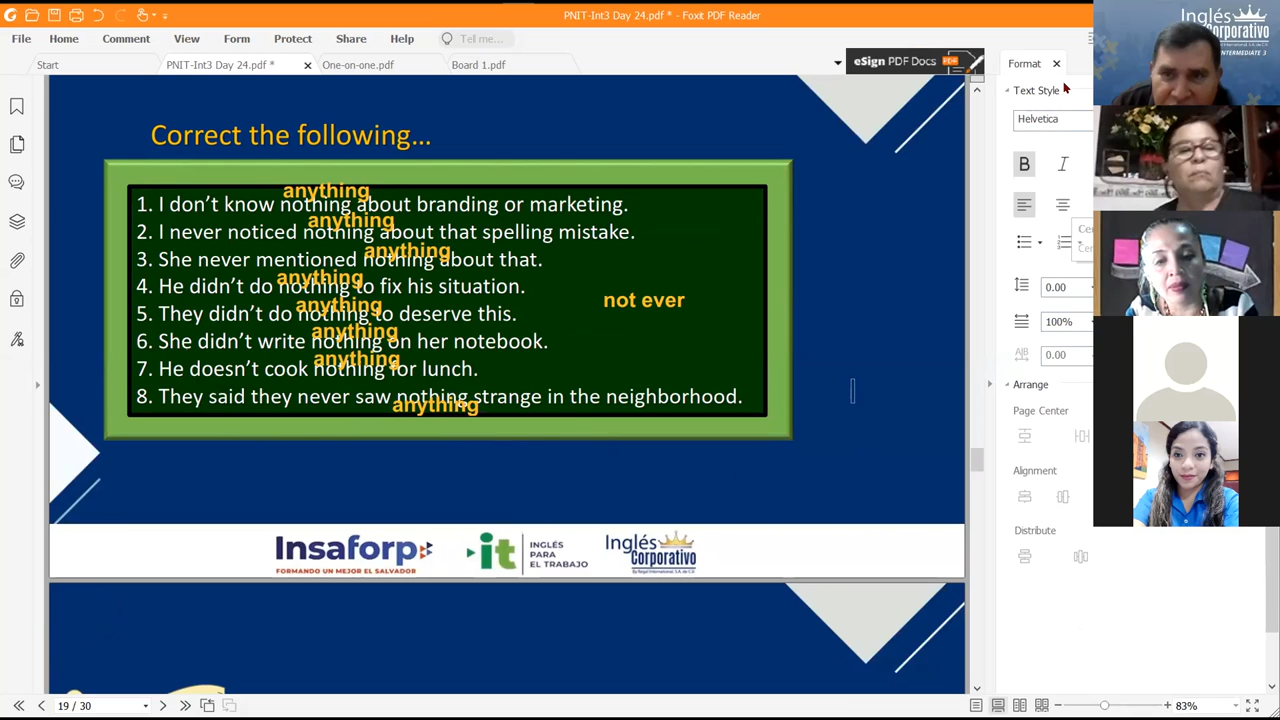 PNIT-Int3 Day 24.pdf * - Foxit PDF Reader
File Home Comment View Form Protect Share Help Tell me...
Start PNIT-Int3 Day 24.pdf * One-on-one.pdf Board 1.pdf
eSign PDF Docs PDF
Correct the following...
anything
1. I don't know nothing about branding or marketing.
anything
2. I never noticed nothing about that spelling mistake.
anything
3. She never mentioned nothing about that.
anything
4. He didn't do nothing to fix his situation.
not ever
anything
5. They didn't do nothing to deserve this.
anything
6. She didn't write nothing on her notebook.
anything
7. He doesn't cook nothing for lunch.
8. They said they never saw nothing strange in the neighborhood.
anything
Insaforp
FORMANDO UN MEJOR EL SALVADOR
it INGLÉS PARA EL TRABAJO
Inglés Corporativo
Format
Text Style
Helvetica
B I
0.00
100%
0.00
Arrange
Page Center
Alignment
Distribute
Inglés
Corporativo
INTERMEDIATE 3
19 / 30
83%